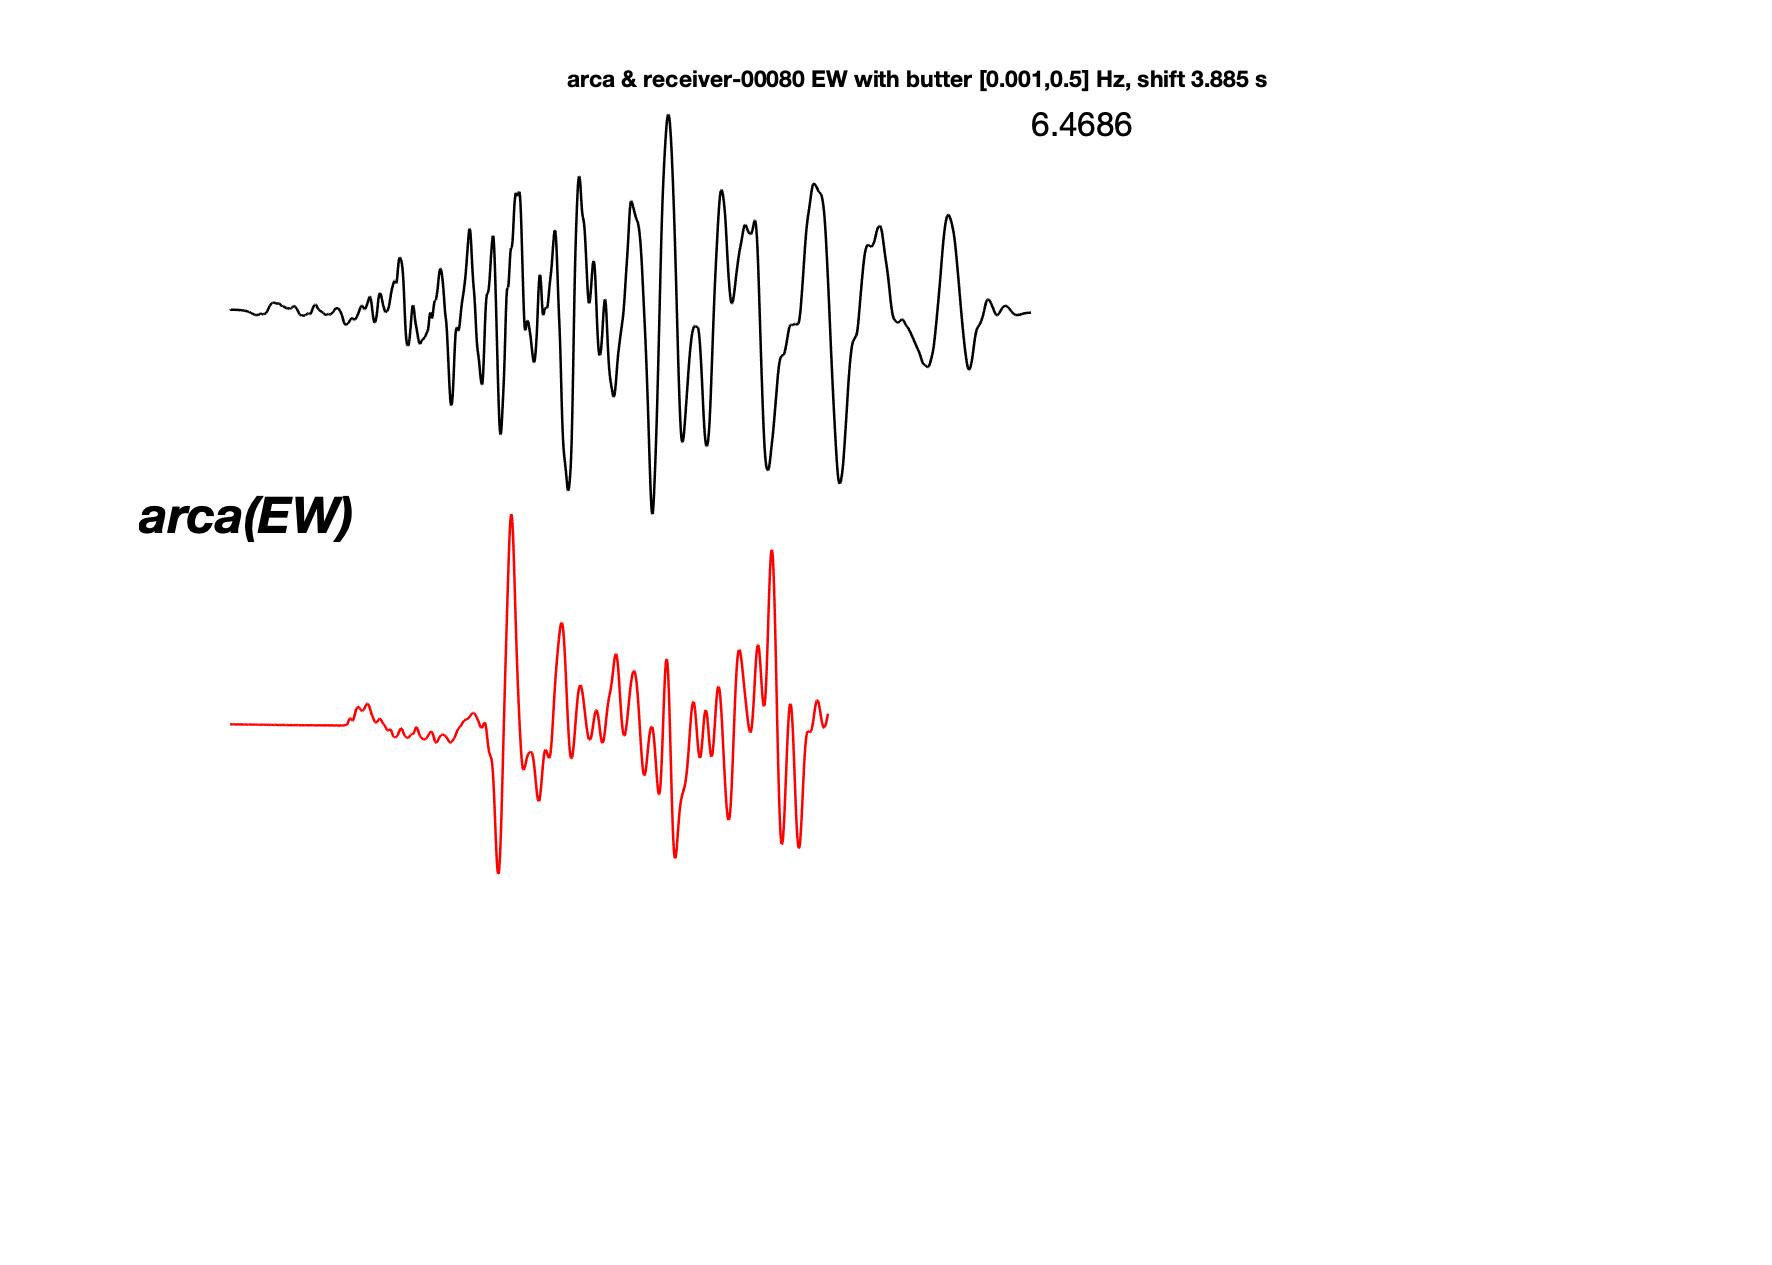 arca & receiver-00080 EW with butter [0.001,0.5] Hz, shift 3.885 s
6.4686
arca(EW)